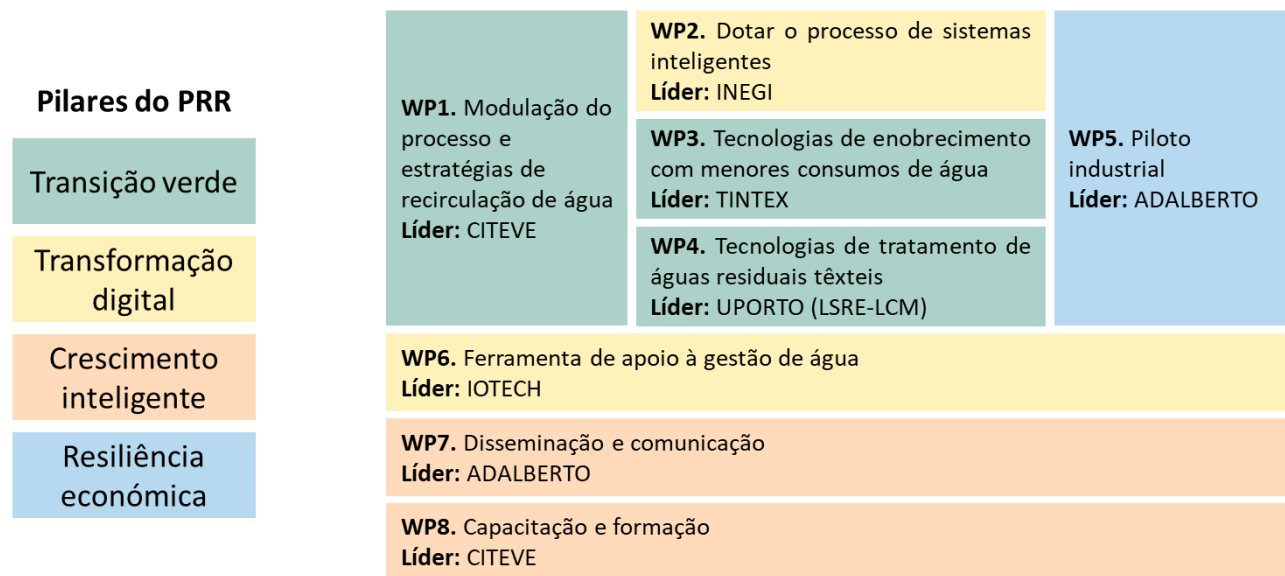 Pilares do PRR
Transição verde
Transformação
digital
Crescimento
inteligente
Resiliência
económica
WP1. Modulação do
processo e
estratégias de
recirculação de água
Líder: CITEVE
WP2. Dotar o processo de sistemas
inteligentes
Líder: INEGI
WP3. Tecnologias de enobrecimento
com menores consumos de água
Líder: TINTEX
WP4. Tecnologias de tratamento de
águas residuais têxteis
Líder: UPORTO (LSRE-LCM)
WP5. Piloto
industrial
Líder: ADALBERTO
WP6. Ferramenta de apoio à gestão de água
Líder: IOTECH
WP7. Disseminação e comunicação
Líder: ADALBERTO
WP8. Capacitação e formação
Líder: CITEVE